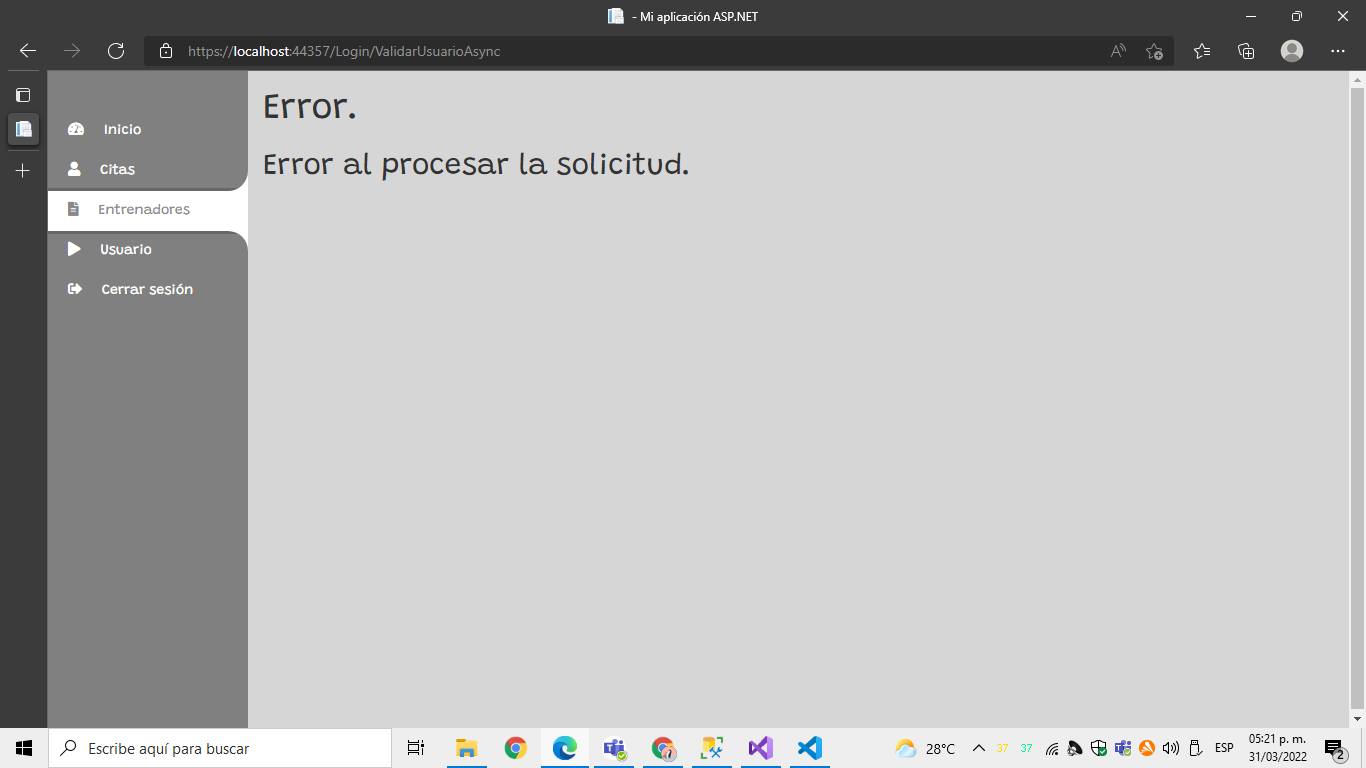 - Mi aplicación ASP.NET
https://localhost:44357/Login/ValidarUsuarioAsync
Inicio
Citas
Entrenadores
Usuario
Cerrar sesión
Error.
Error al procesar la solicitud.
Escribe aquí para buscar
28°C
37
37
ESP
05:21 p. m.
31/03/2022
2